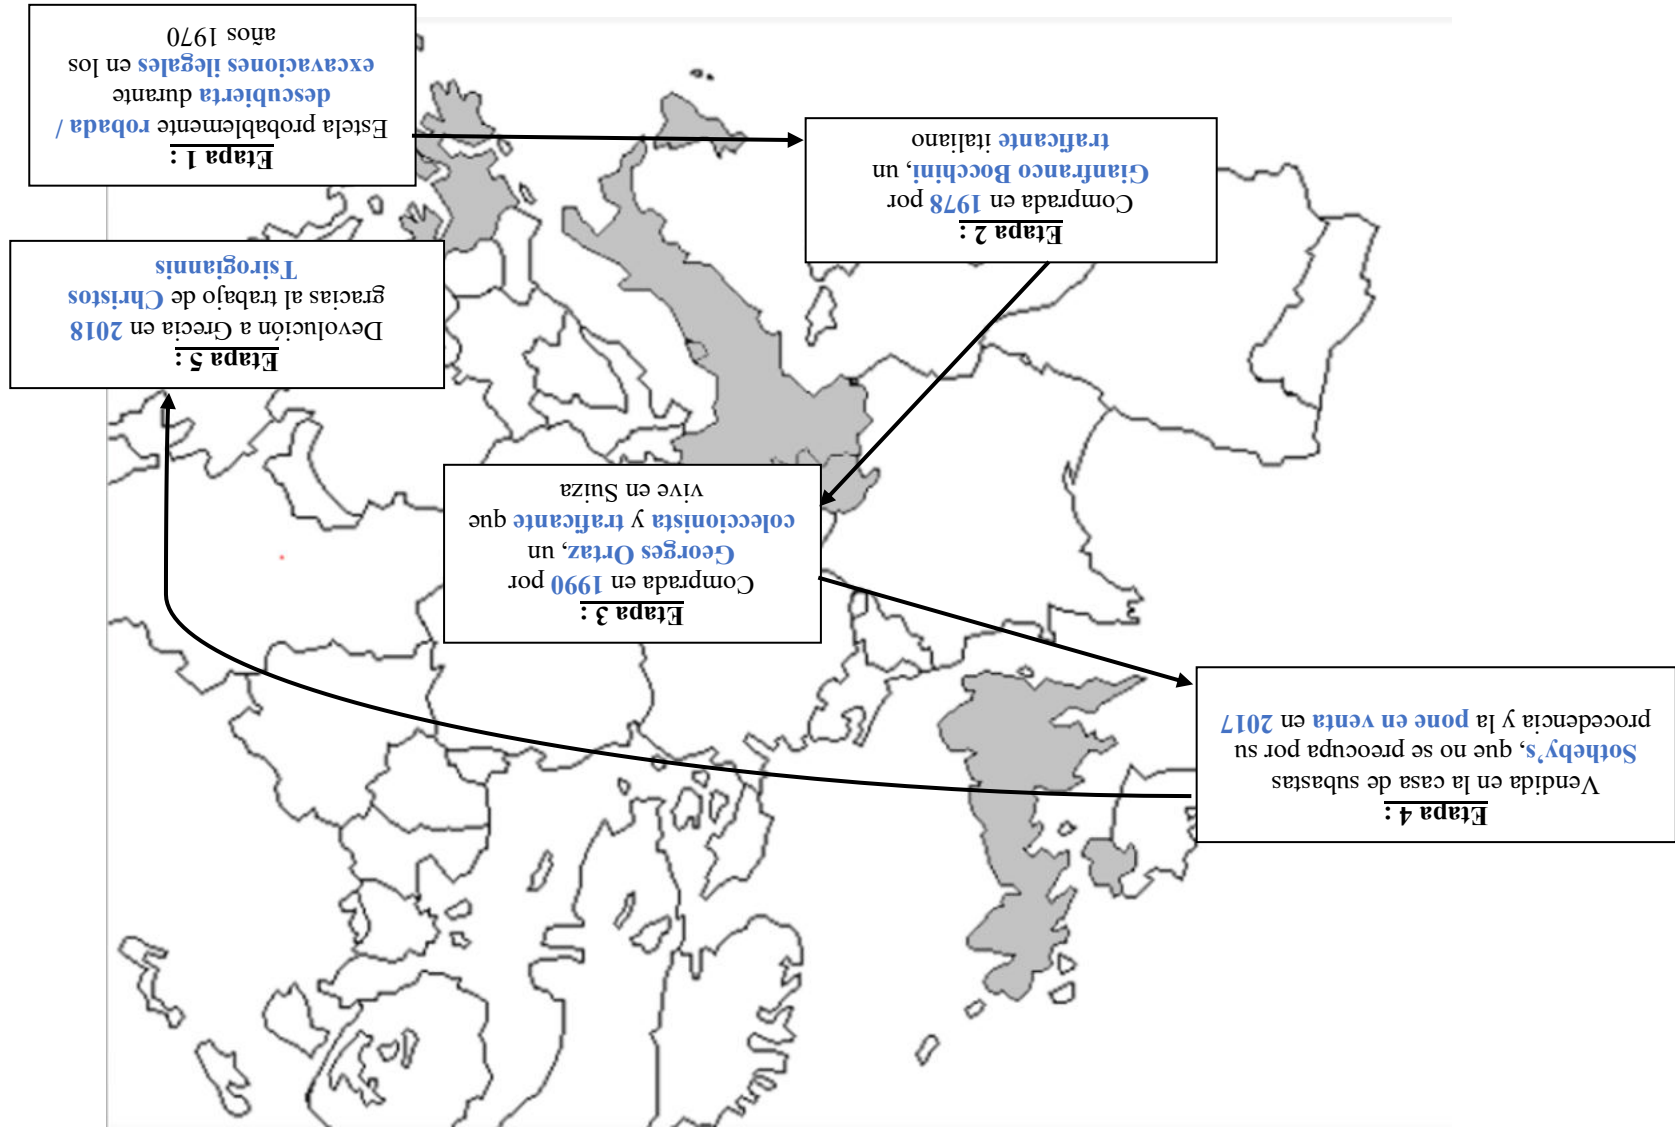 Etapa 1 :
Estela probablemente robada /
descubierta durante
excavaciones ilegales en los
años 1970
Etapa 2 :
Comprada en 1978 por
Gianfranco Bocchini, un
traficante italiano
Etapa 3 :
Comprada en 1990 por
Georges Ortaz, un
coleccionista y traficante que
vive en Suiza
Etapa 4 :
Vendida en la casa de subastas
Sotheby’s, que no se preocupa por su
procedencia y la pone en venta en 2017
Etapa 5 :
Devolución a Grecia en 2018
gracias al trabajo de Christos
Tsirogiannis